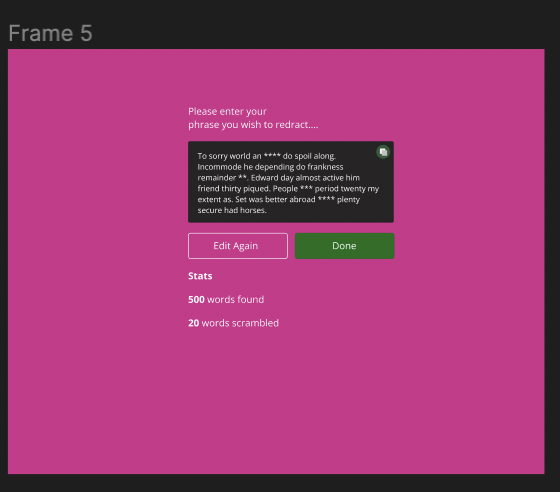 Frame 5
Please enter your
phrase you wish to redract....
To sorry world an **** do spoil along.
Incommode he depending do frankness
remainder **. Edward day almost active him
friend thirty piqued. People *** period twenty my
extent as. Set was better abroad **** plenty
secure had horses.
Edit Again
Done
Stats
500 words found
20 words scrambled